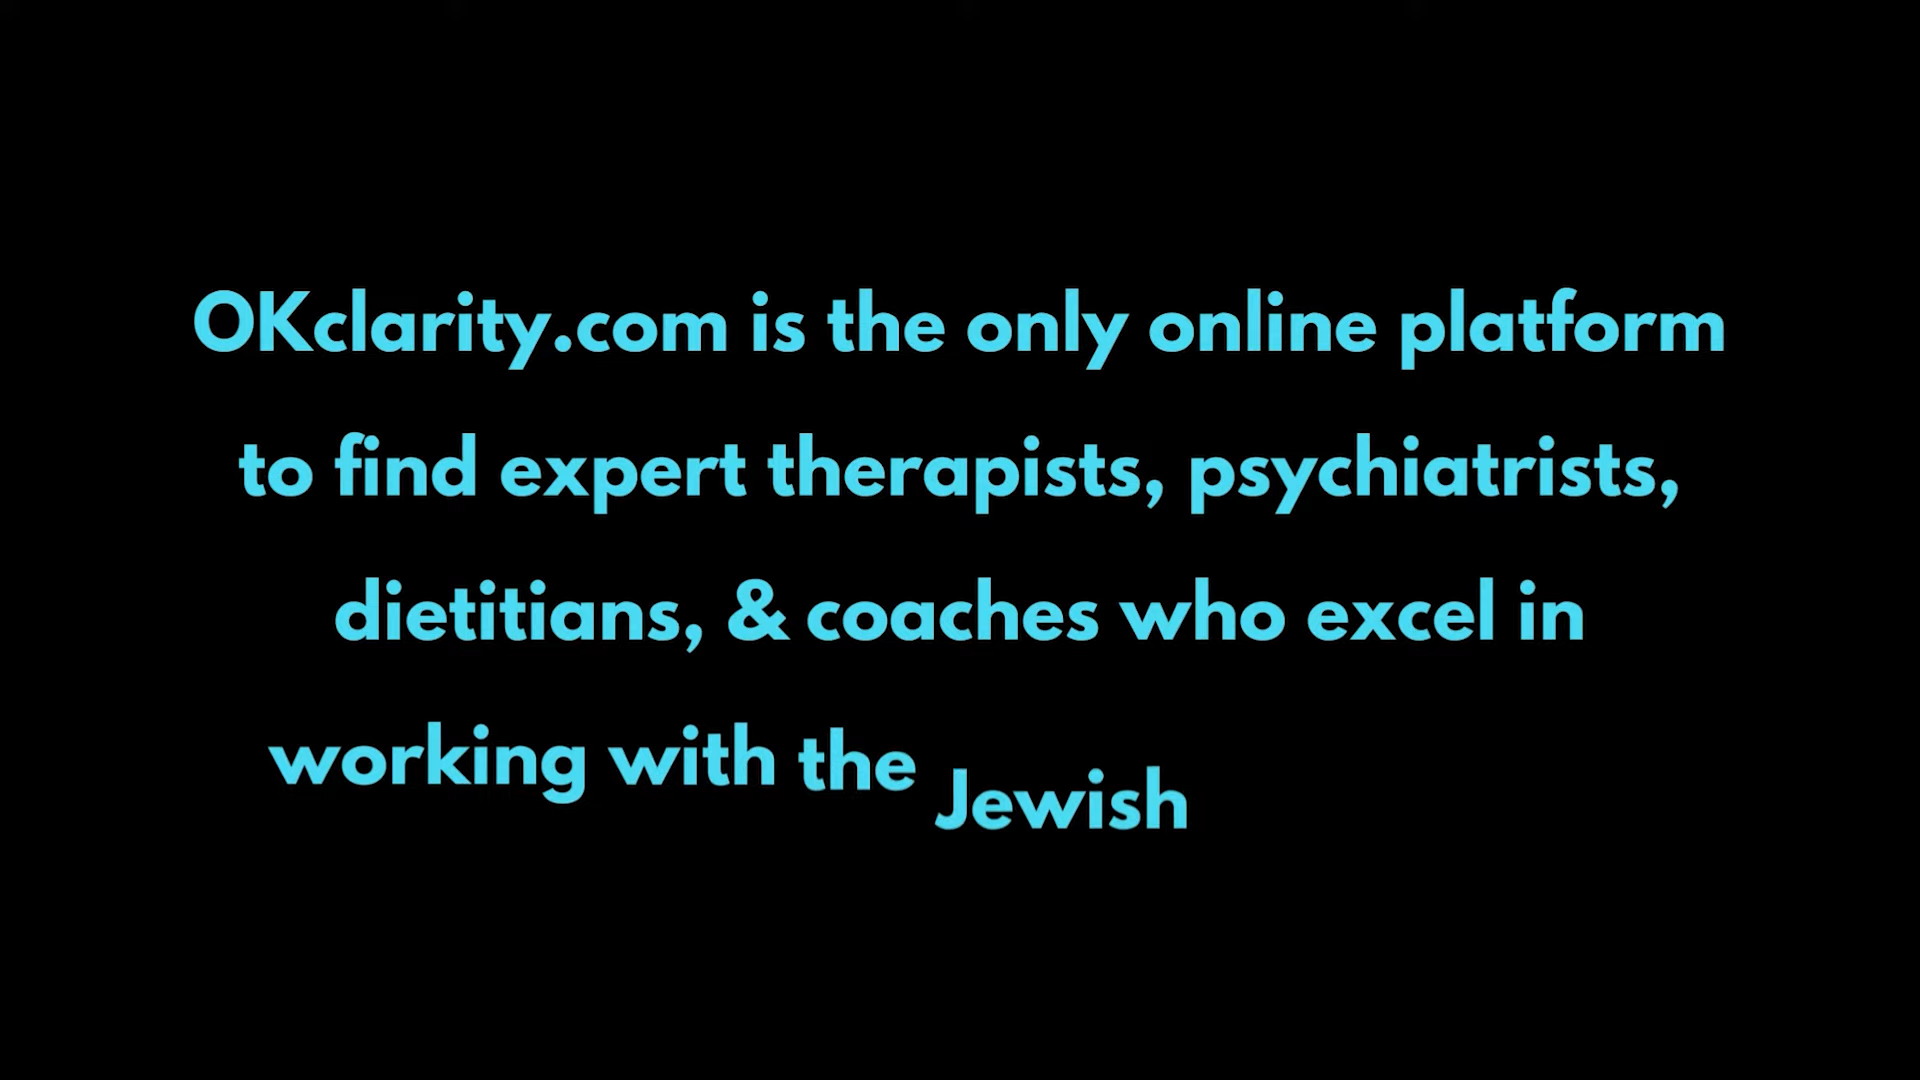 OKclarity.com is the only online platform
to find expert therapists, psychiatrists,
dietitians, & coaches who excel in
working with the Jewish